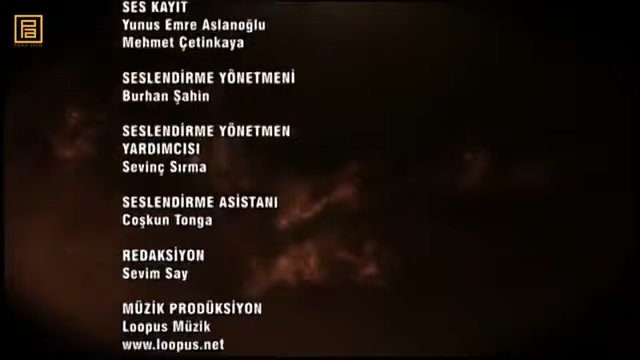 SES KAYIT
Yunus Emre Aslanoğlu
Mehmet Çetinkaya
SESLENDİRME YÖNETMENİ
Burhan Şahin
SESLENDİRME YÖNETMEN
YARDIMCISI
Sevinç Sırma
SESLENDİRME ASİSTANI
Coşkun Tonga
REDAKSİYON
Sevim Say
MÜZİK PRODÜKSİYON
Loopus Müzik
www.loopus.net